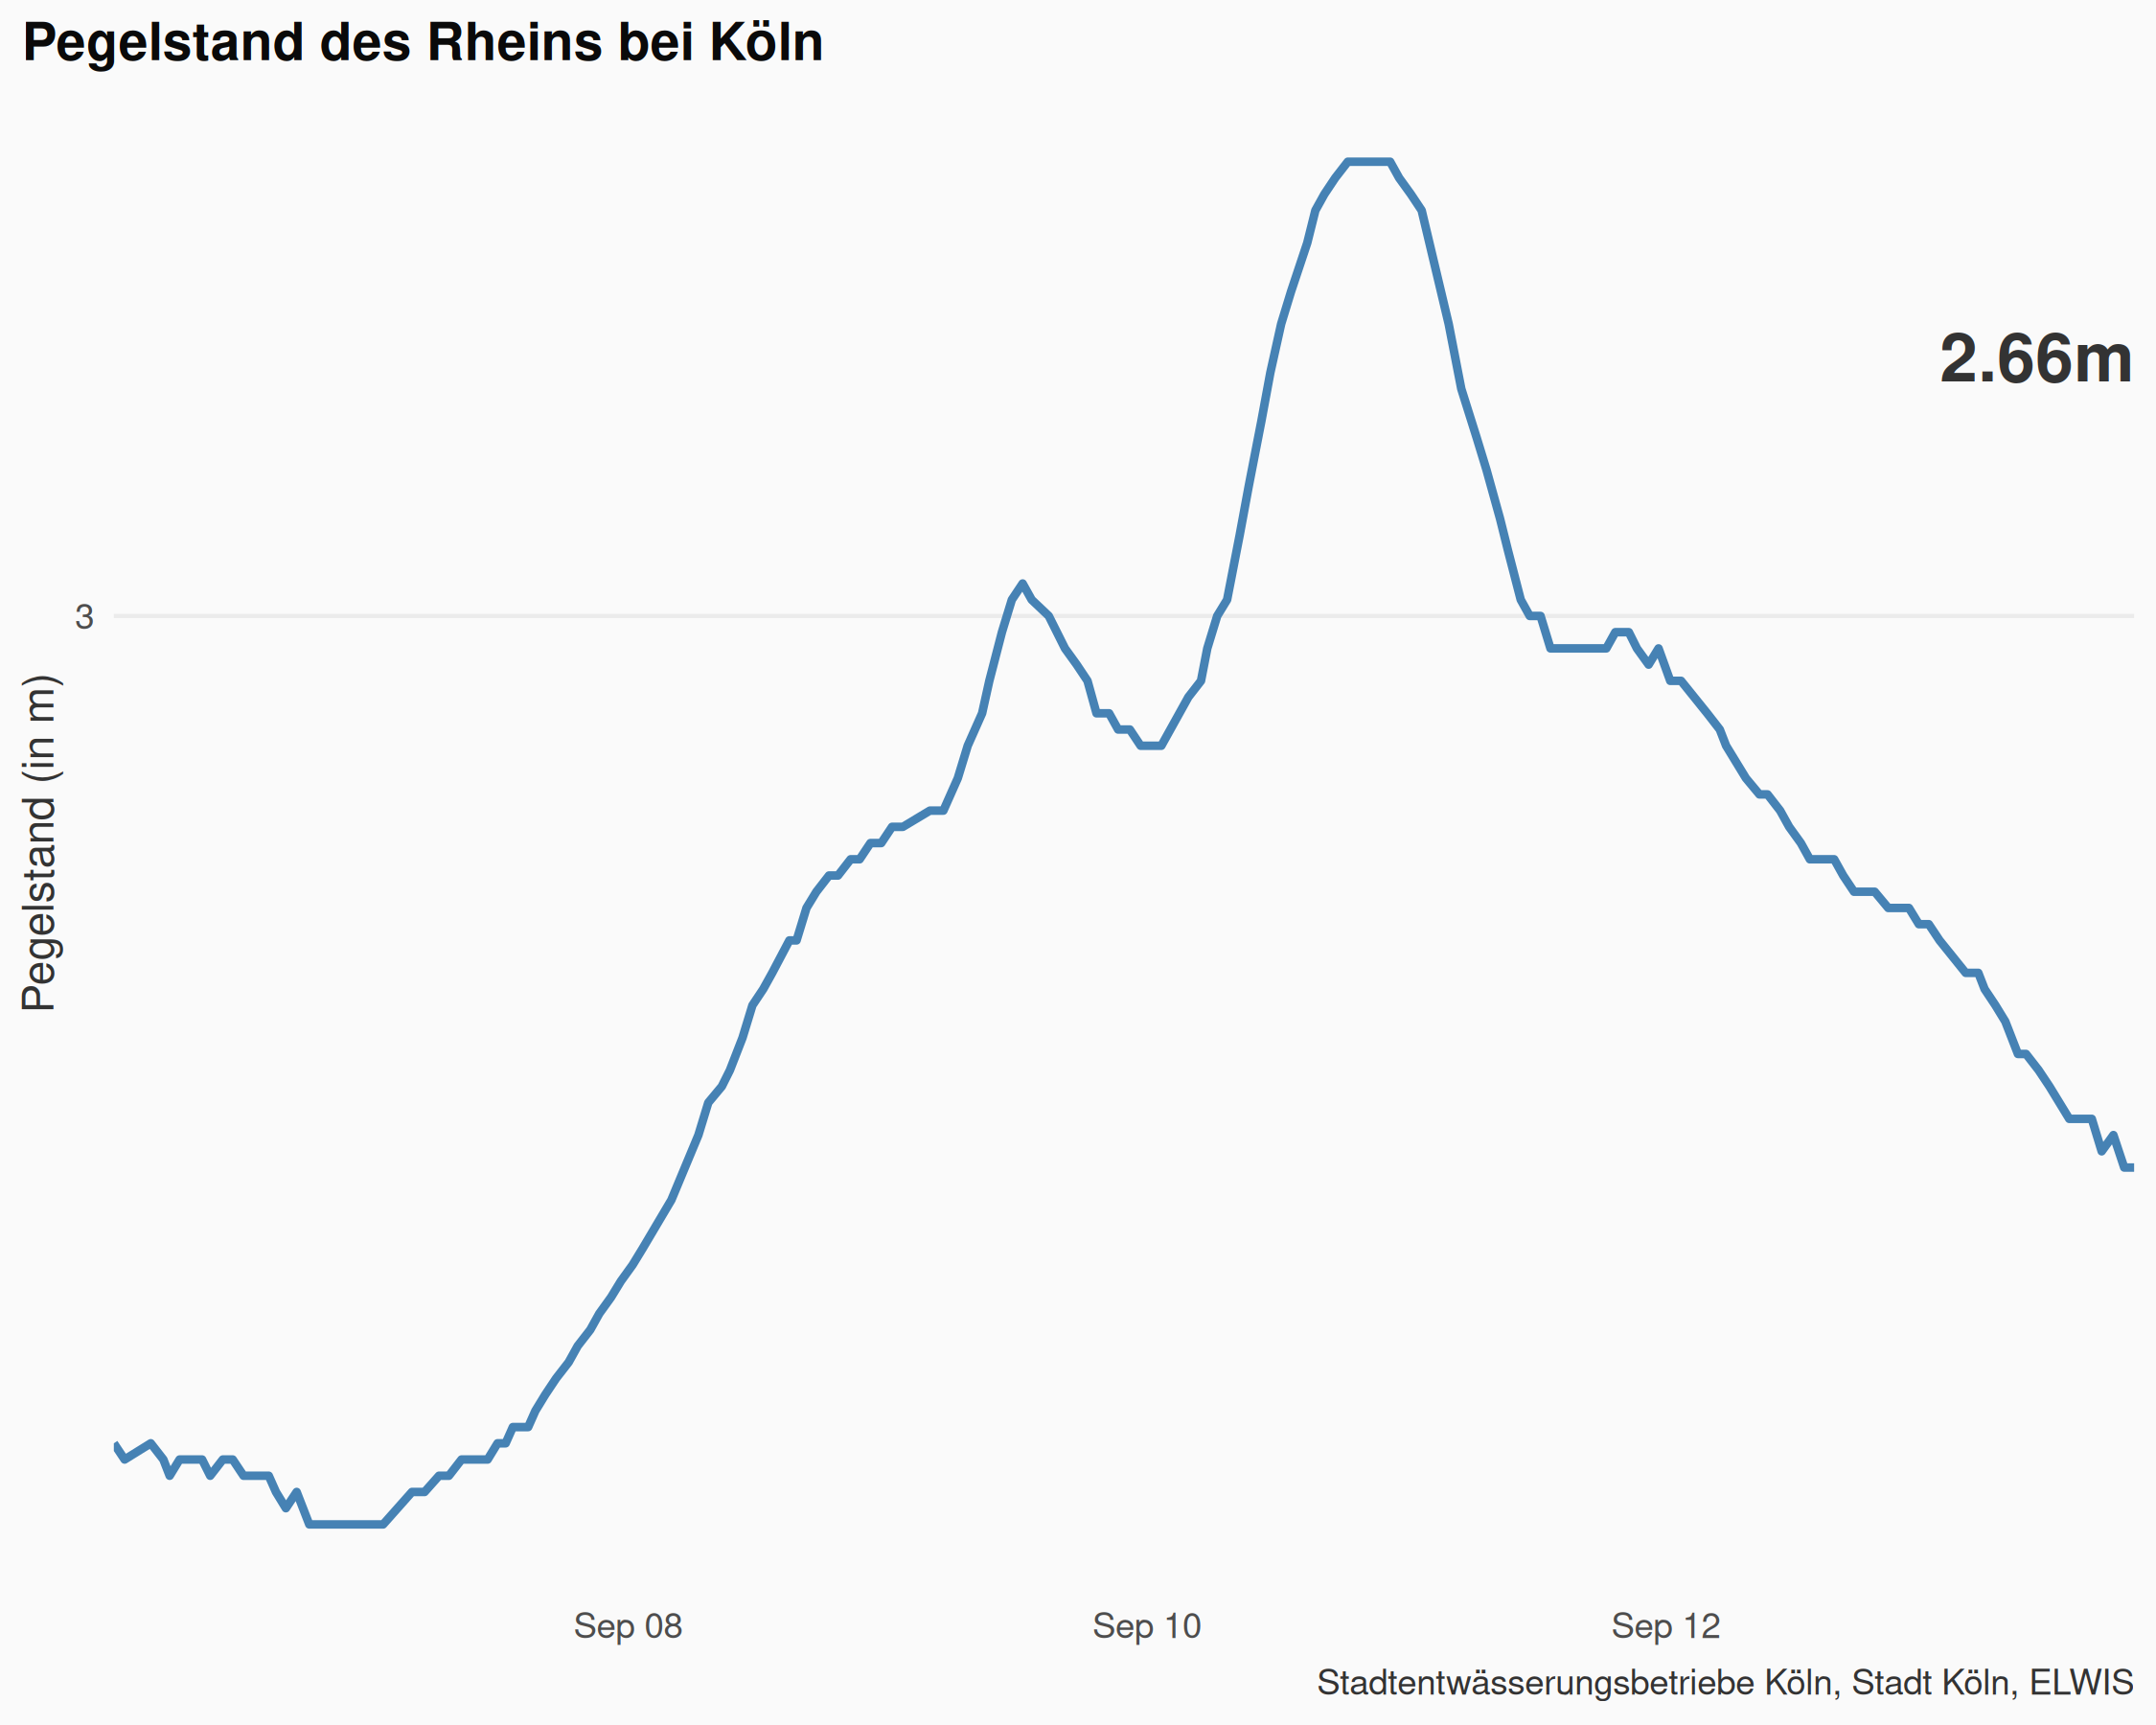 Pegelstand des Rheins bei Köln
2.66m
3
Pegelstand (in m)
Sep 08
Sep 10
Sep 12
Stadtentwässerungsbetriebe Köln, Stadt Köln, ELWIS